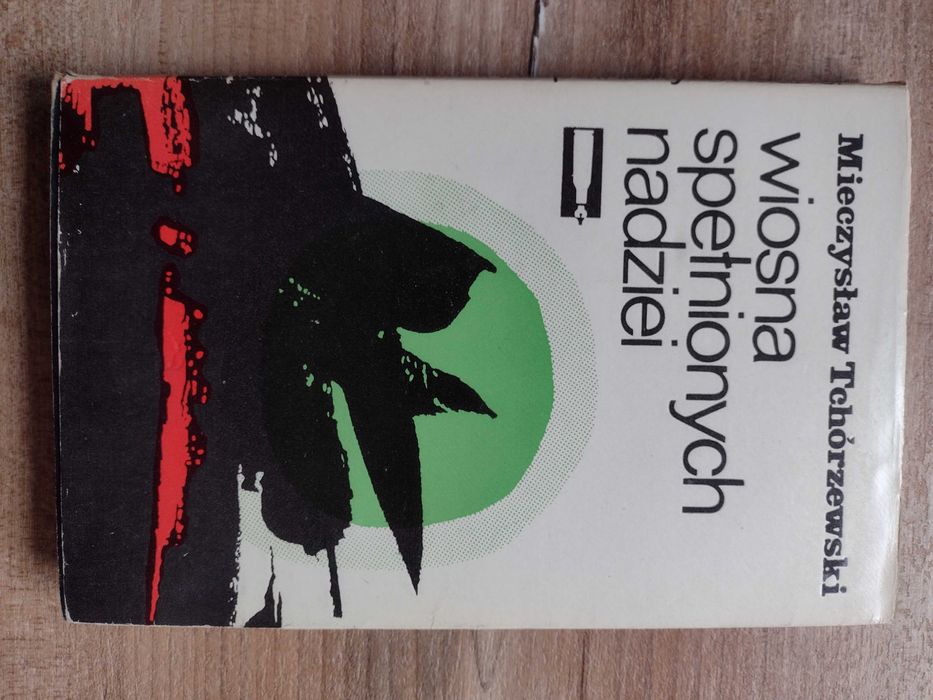 Mieczysław Tchórzewski
wiosna
spełnionych
nadziei